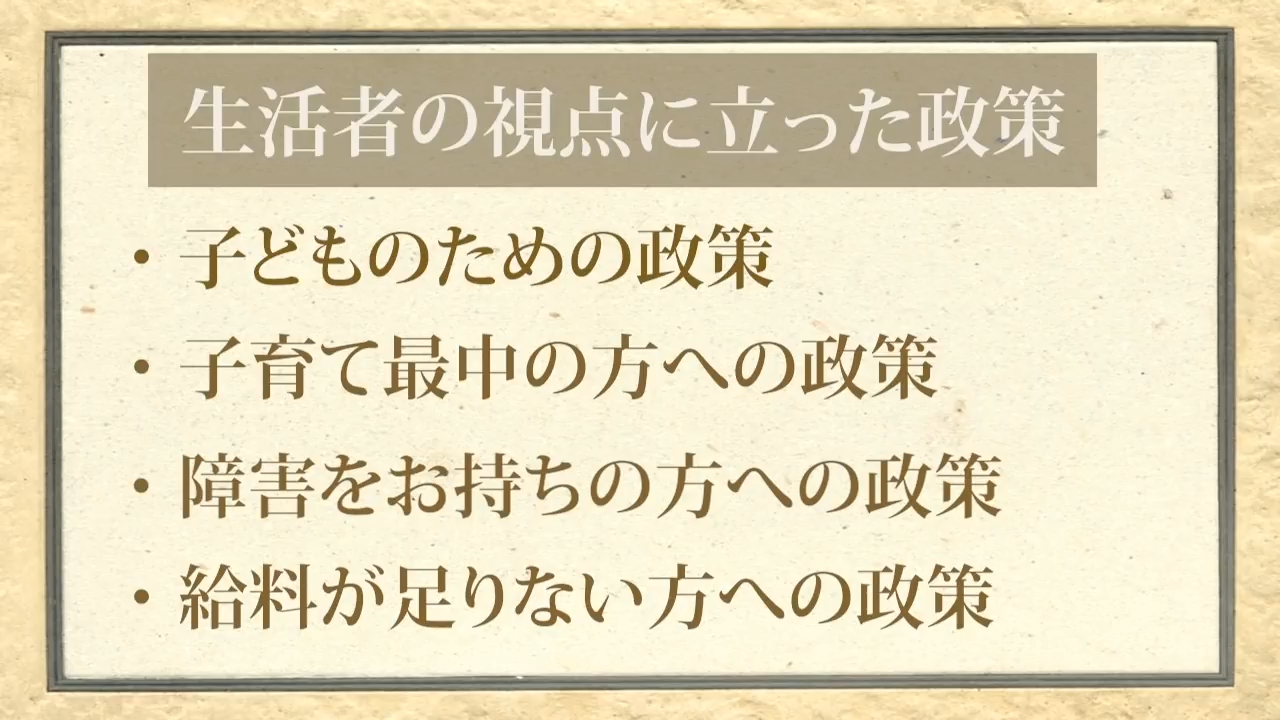 生活者の視点に立った政策
・子どものための政策
・子育て最中の方への政策
・障害をお持ちの方への政策
・給料が足りない方への政策